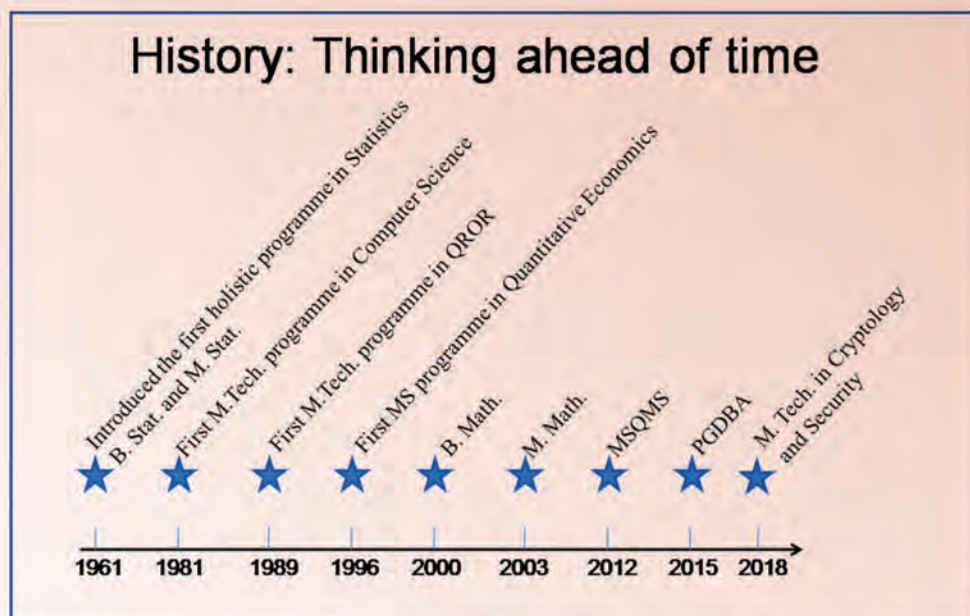 History: Thinking ahead of time
Introduced the first holistic programme in Statistics
B. Stat. and M. Stat.
First M.Tech. programme in Computer Science
First M.Tech. programme in QROR
First MS programme in Quantitative Economics
B. Math.
M. Math.
MSQMS
PGDBA
M. Tech. in Cryptology
and Security
1961 1981 1989 1996 2000 2003 2012 2015 2018